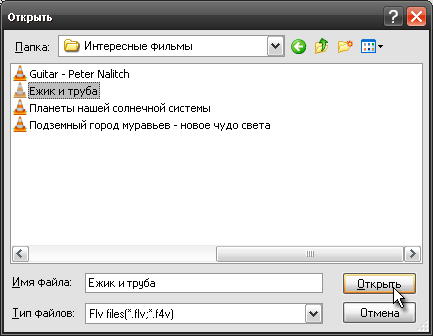 Открыть
Папка: Интересные фильмы
Guitar - Peter Nalitch
Ежик и труба
Планеты нашей солнечной системы
Подземный город муравьев - новое чудо света
Имя файла: Ежик и труба Открыть
Тип файлов: Flv files(*.flv;*.f4v) Отмена